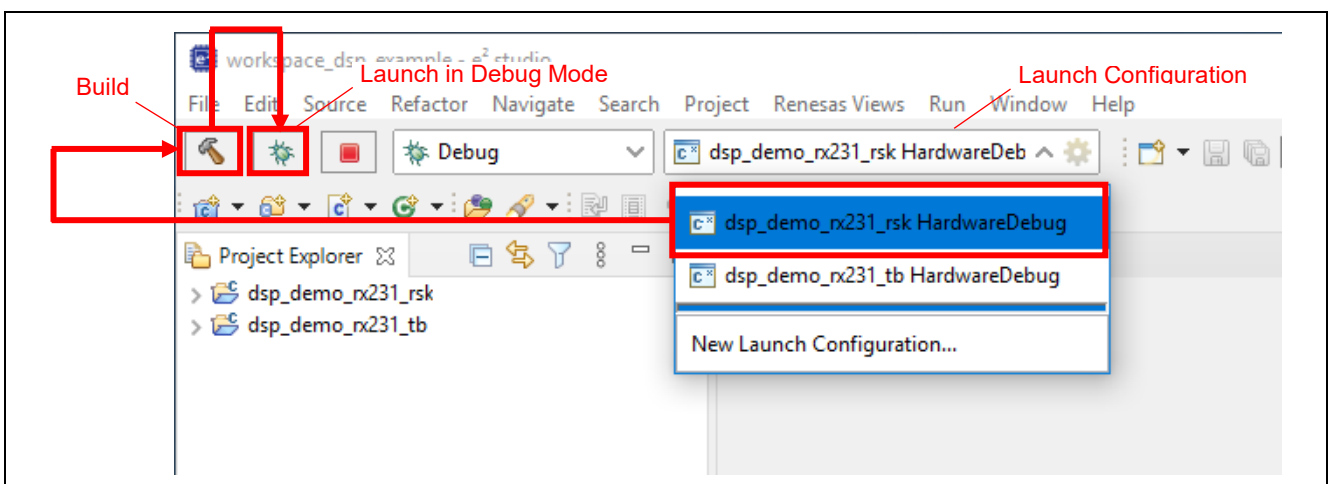 workspace_dsp_example - e² studio
Build
Launch in Debug Mode
Launch Configuration
File Edit Source Refactor Navigate Search Project Renesas Views Run Window Help
Debug
dsp_demo_rx231_rsk HardwareDeb
dsp_demo_rx231_rsk HardwareDebug
Project Explorer
dsp_demo_rx231_tb HardwareDebug
dsp_demo_rx231_rsk
dsp_demo_rx231_tb
New Launch Configuration...